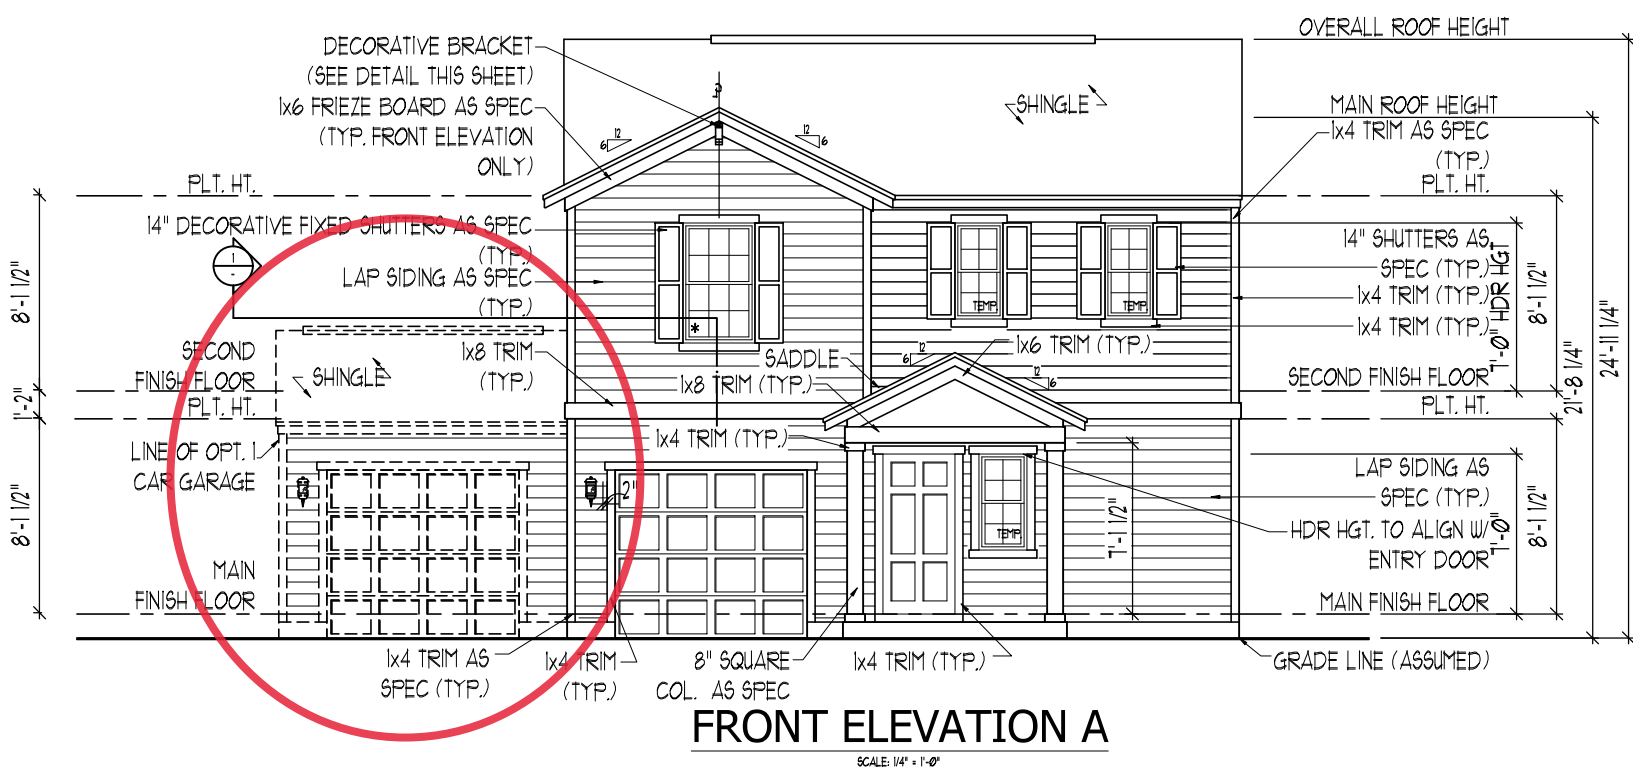 OVERALL ROOF HEIGHT
DECORATIVE BRACKET
(SEE DETAIL THIS SHEET)
1x6 FRIEZE BOARD AS SPEC
(TYP. FRONT ELEVATION
ONLY)
SHINGLE
MAIN ROOF HEIGHT
1x4 TRIM AS SPEC
(TYP.)
12
6
12
6
PLT. HT.
PLT. HT.
14" DECORATIVE FIXED SHUTTERS AS SPEC
(TYP.)
LAP SIDING AS SPEC
(TYP.)
1
-
14" SHUTTERS AS
SPEC (TYP.)
1x4 TRIM (TYP.)
1x4 TRIM (TYP.)
TEMP.
TEMP.
*
8'-1 1/2"
8'-1 1/2"
HDR HGT
24'-11 1/4"
21'-8 1/4"
SECOND
FINISH FLOOR
SHINGLE
1x8 TRIM
(TYP.)
SADDLE
1x6 TRIM (TYP.)
1x8 TRIM (TYP.)
12
6
12
6
SECOND FINISH FLOOR
1'-2"
PLT. HT.
PLT. HT.
LINE OF OPT. 1
CAR GARAGE
1x4 TRIM (TYP.)
2"
LAP SIDING AS
SPEC (TYP.)
HDR HGT. TO ALIGN W/
ENTRY DOOR
TEMP.
8'-1 1/2"
8'-1 1/2"
MAIN
FINISH FLOOR
MAIN FINISH FLOOR
1x4 TRIM AS
SPEC (TYP.)
1x4 TRIM
(TYP.)
8" SQUARE
COL. AS SPEC
1x4 TRIM (TYP.)
GRADE LINE (ASSUMED)
FRONT ELEVATION A
SCALE: 1/4" = 1'-0"